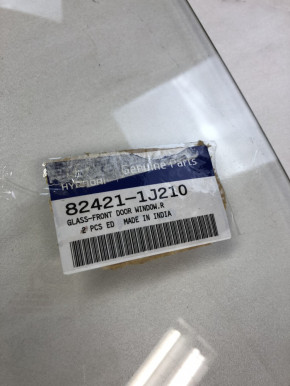 HYUNDAI Genuine Parts
82421-1J210
GLASS-FRONT DOOR WINDOW.R
PCS ED MADE IN INDIA